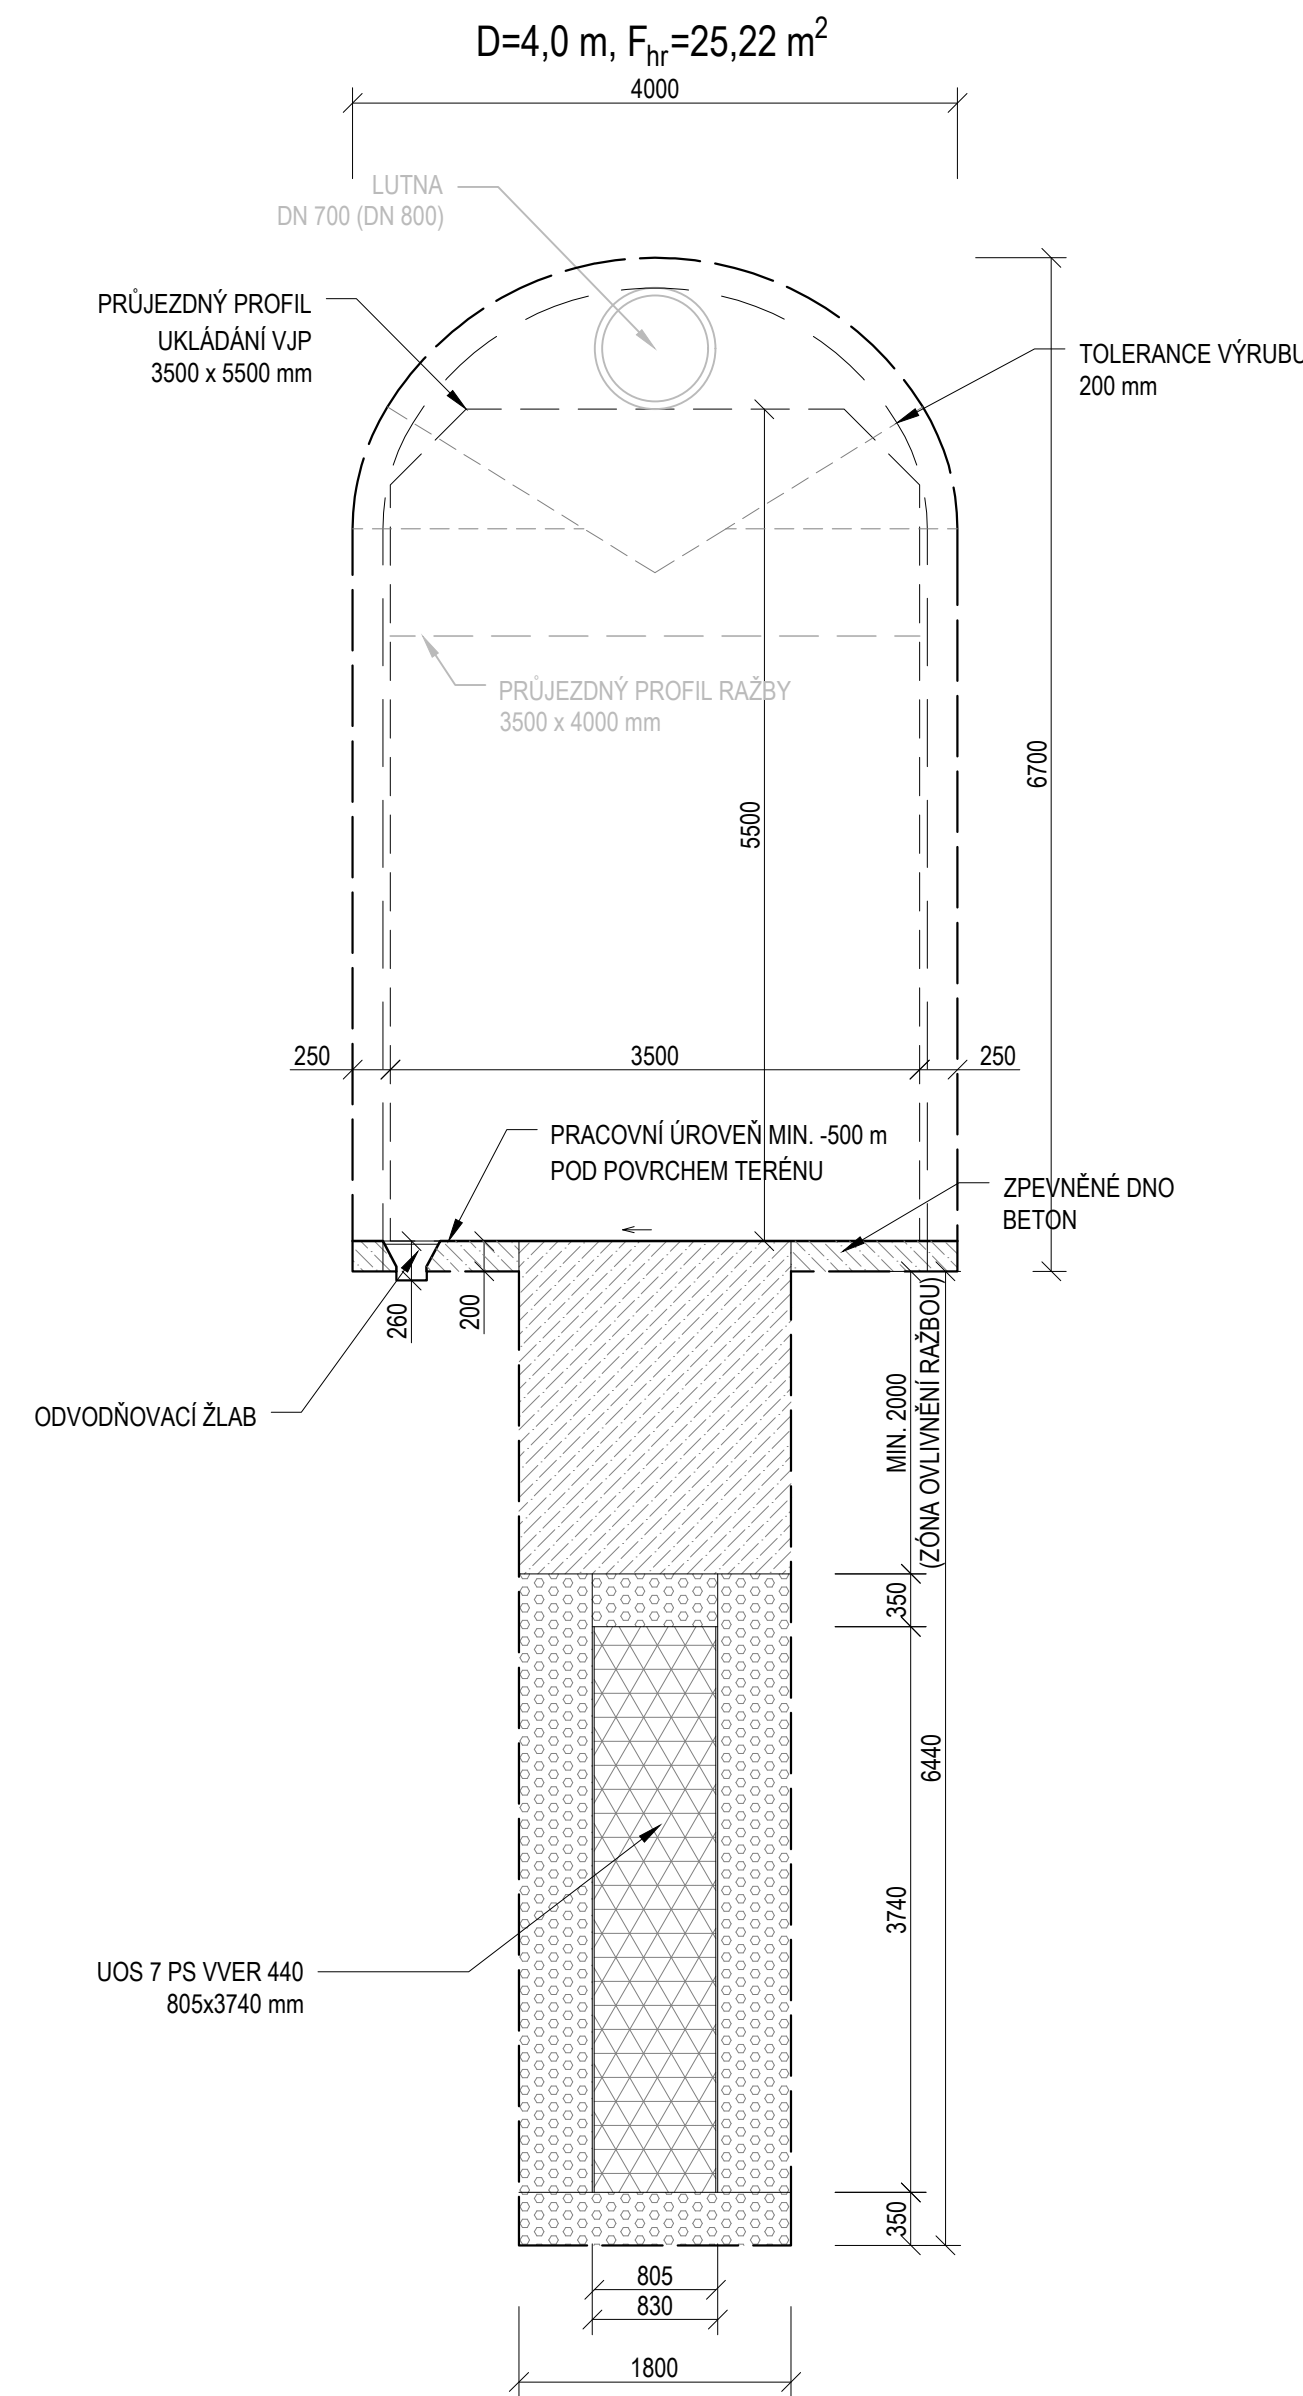 D=4,0 m, Fhr=25,22 m²
4000
LUTNA
DN 700 (DN 800)
PRŮJEZDNÝ PROFIL
UKLÁDÁNÍ VJP
3500 x 5500 mm
TOLERANCE VÝRUBU
200 mm
PRŮJEZDNÝ PROFIL RAŽBY
3500 x 4000 mm
6700
5500
250
3500
250
PRACOVNÍ ÚROVEŇ MIN. -500 m
POD POVRCHEM TERÉNU
ZPEVNĚNÉ DNO
BETON
260
200
ODVODŇOVACÍ ŽLAB
MIN. 2000
(ZÓNA OVLIVNĚNÍ RAŽBOU)
350
6440
3740
UOS 7 PS VVER 440
805x3740 mm
350
805
830
1800